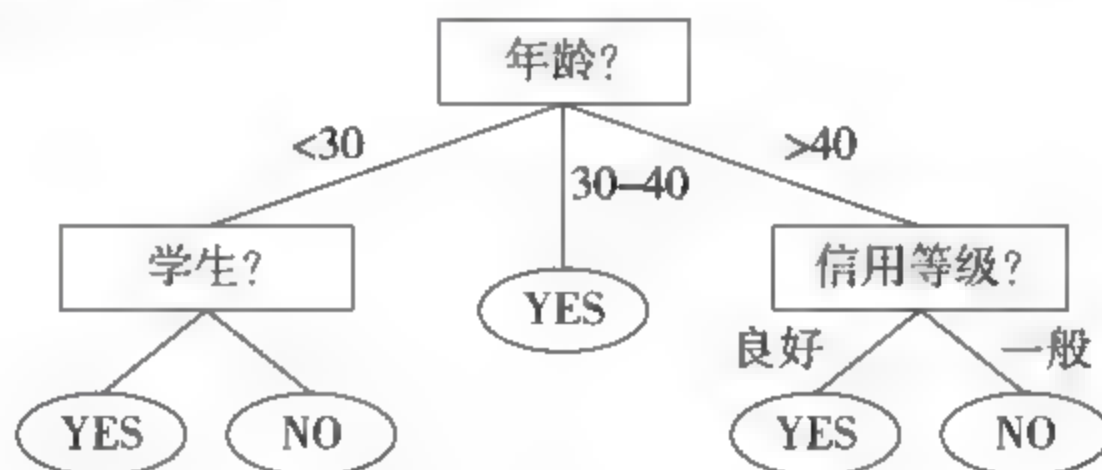 年龄?
<30
30–40
>40
学生?
YES
信用等级?
良好
一般
YES
NO
YES
NO